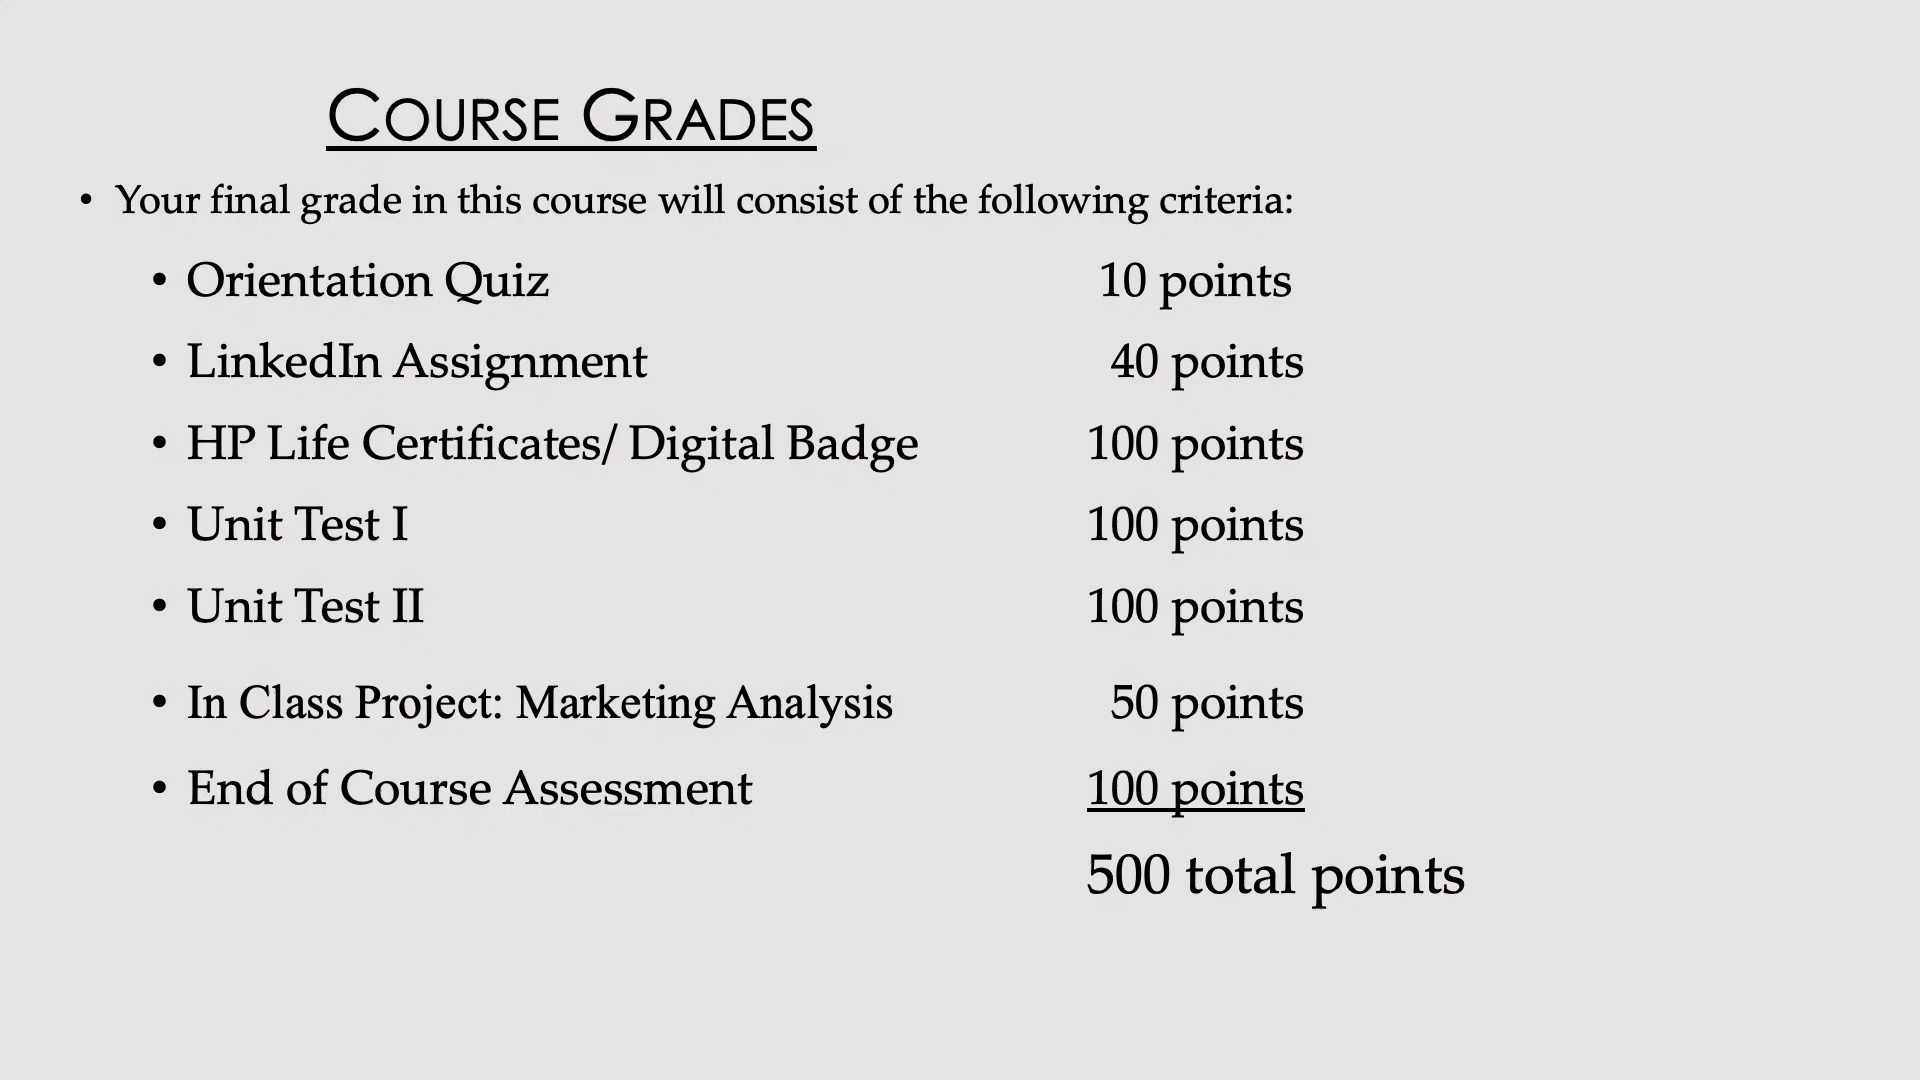 COURSE GRADES
• Your final grade in this course will consist of the following criteria:
• Orientation Quiz 10 points
• LinkedIn Assignment 40 points
• HP Life Certificates/ Digital Badge 100 points
• Unit Test I 100 points
• Unit Test II 100 points
• In Class Project: Marketing Analysis 50 points
• End of Course Assessment 100 points
500 total points